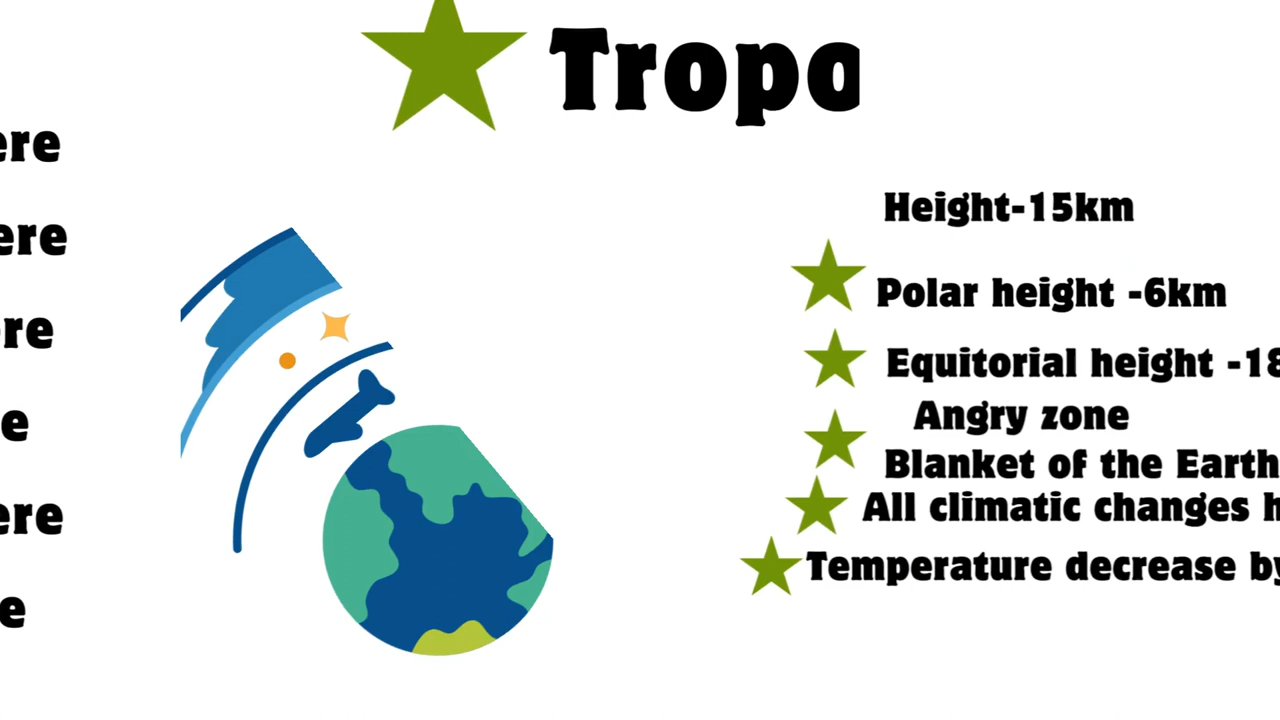 Tropo
ere
ere
re
e
ere
e
Height-15km
Polar height -6km
Equitorial height -18
Angry zone
Blanket of the Earth
All climatic changes h
Temperature decrease by